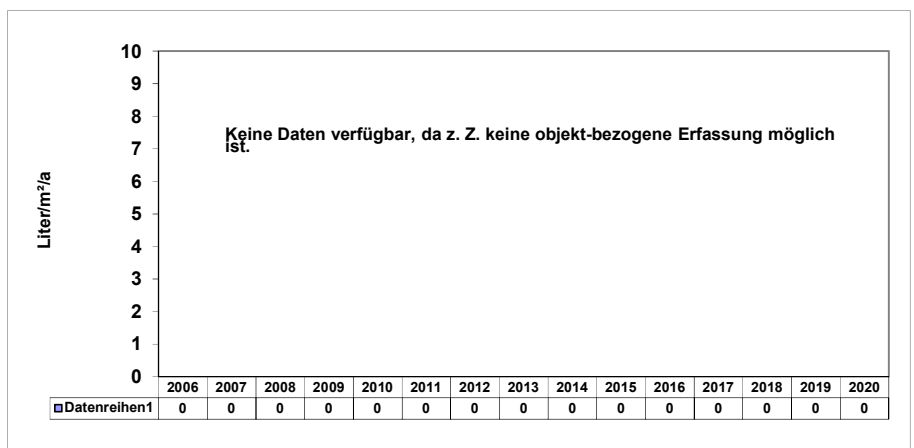 10
9
8
7
6
5
4
3
2
1
0
Liter/m²/a
Keine Daten verfügbar, da z. Z. keine objekt-bezogene Erfassung möglich
ist.
2006 2007 2008 2009 2010 2011 2012 2013 2014 2015 2016 2017 2018 2019 2020
Datenreihen1 0 0 0 0 0 0 0 0 0 0 0 0 0 0 0